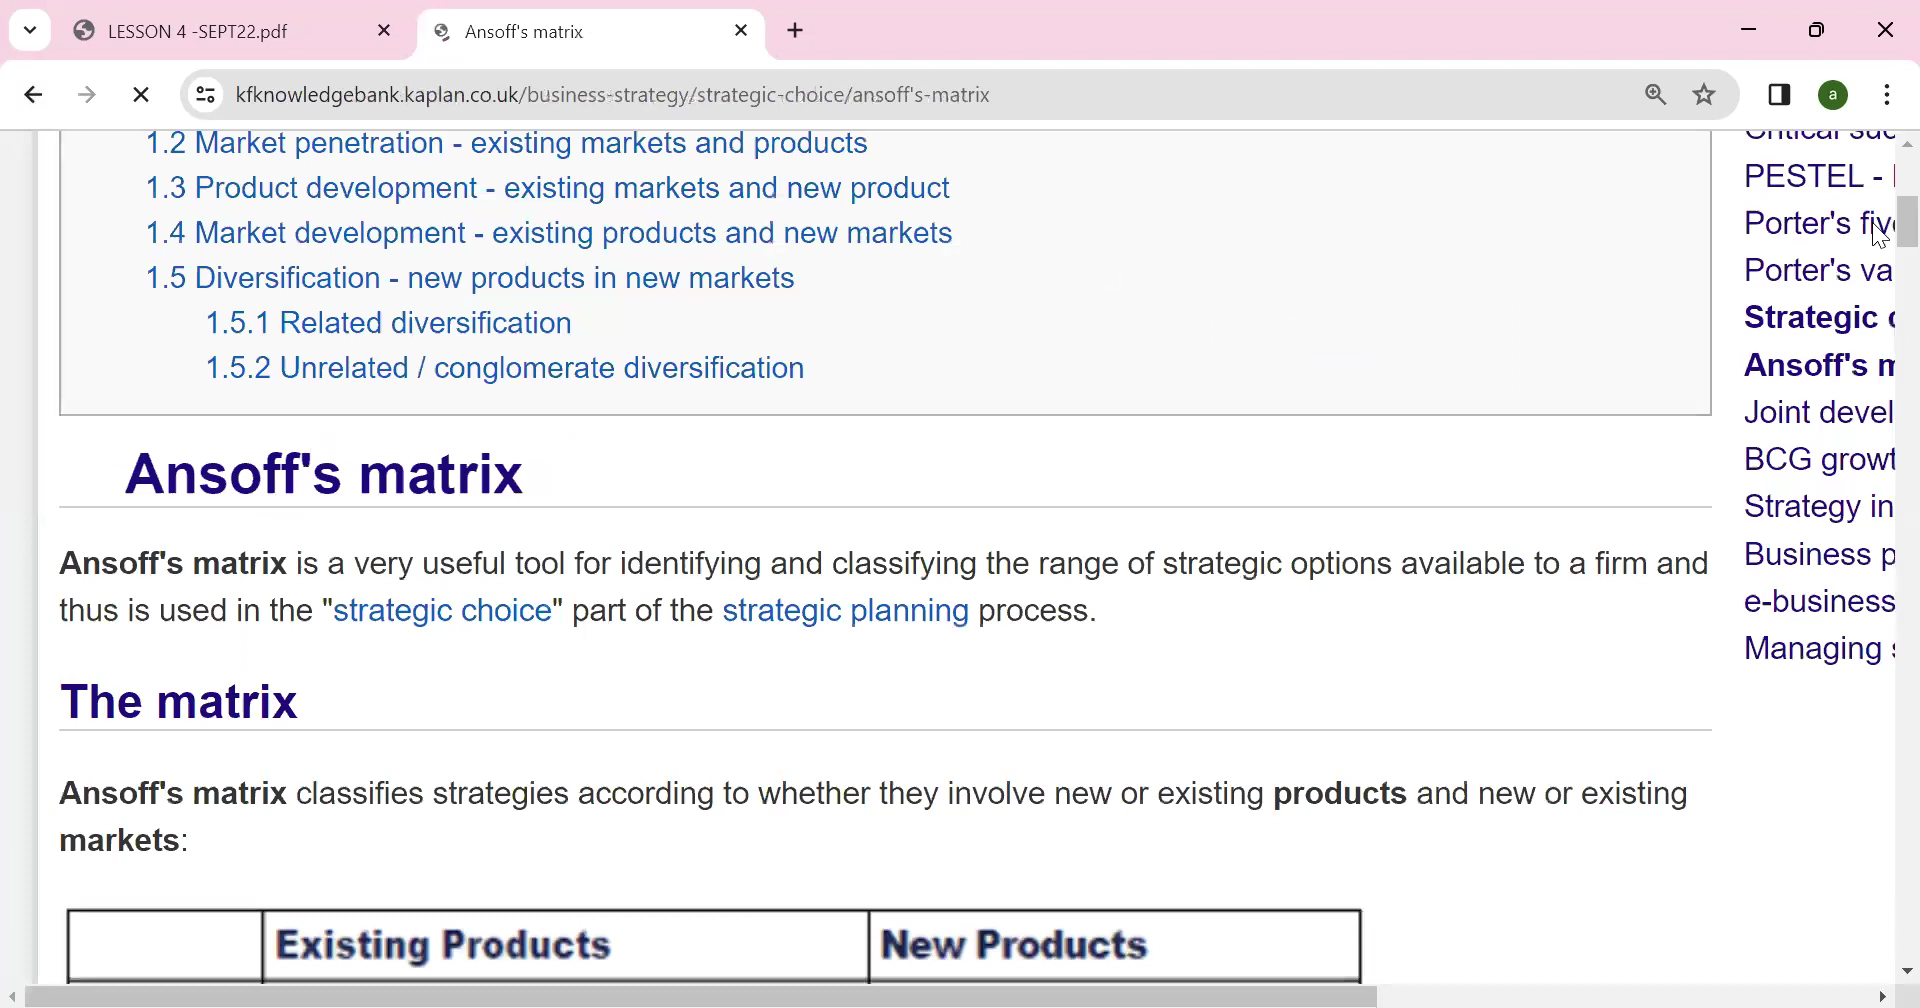 LESSON 4 -SEPT22.pdf
Ansoff's matrix
kfknowledgebank.kaplan.co.uk/business-strategy/strategic-choice/ansoff's-matrix
a
1.2 Market penetration - existing markets and products
1.3 Product development - existing markets and new product
1.4 Market development - existing products and new markets
1.5 Diversification - new products in new markets
1.5.1 Related diversification
1.5.2 Unrelated / conglomerate diversification
Ansoff's matrix
Ansoff's matrix is a very useful tool for identifying and classifying the range of strategic options available to a firm and
thus is used in the "strategic choice" part of the strategic planning process.
The matrix
Ansoff's matrix classifies strategies according to whether they involve new or existing products and new or existing
markets:
Existing Products New Products
Critical
PESTEL -
Porter's
Porter's
Strategic
Ansoff's
Joint
BCG
Strategy
Business
e-business
Managing